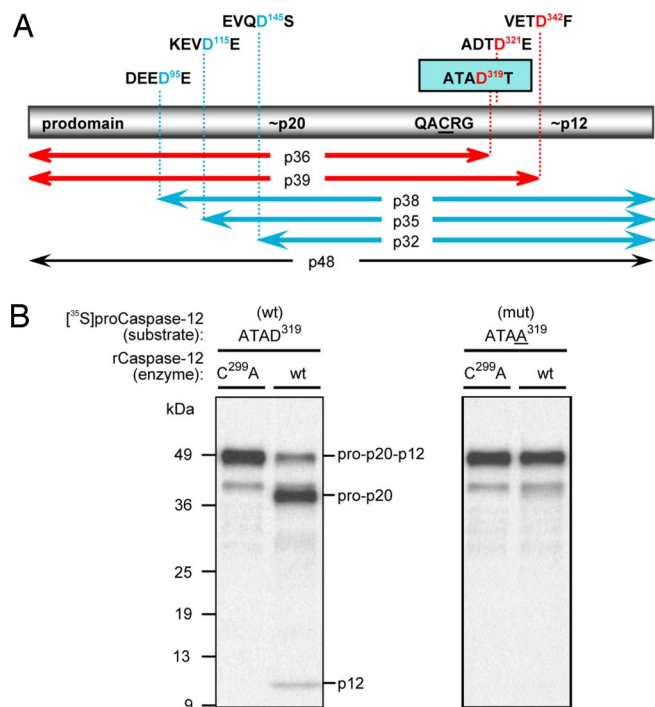 A
EVQD¹⁴⁵S
VETD³⁴²F
KEVD¹¹⁵E
ADTD³²¹E
DEED⁹⁵E
ATAD³¹⁹T
prodomain ~p20 QACRG ~p12
p36
p39
p38
p35
p32
p48
B
[³⁵S]proCaspase-12 (wt) (mut)
(substrate): ATAD³¹⁹ ATAA³¹⁹
rCaspase-12
(enzyme): C²⁹⁹A wt C²⁹⁹A wt
kDa
49 pro-p20-p12
pro-p20
36
25
19
13
p12
9